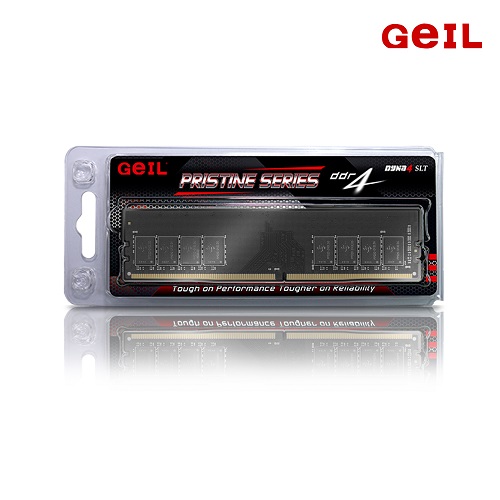 GeIL
GeIL
PRISTINE SERIES
ddr4
DYNA4 SLT
Tough on Performance Tougher on Reliability